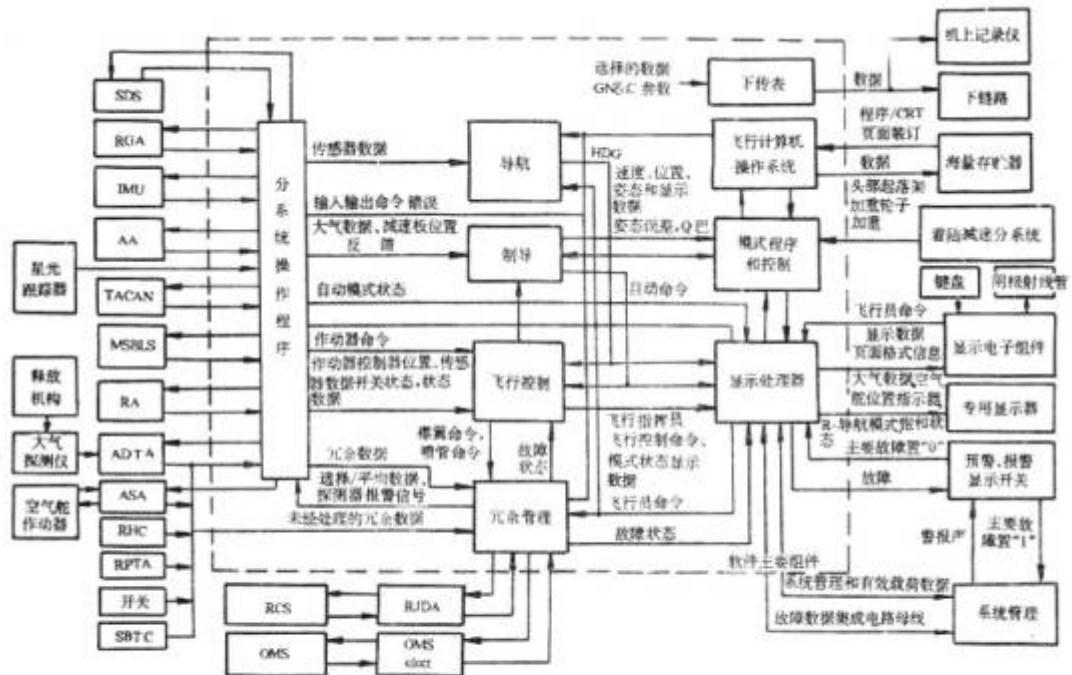 机上记录仪
选择的数据
GN&C 参数
下传表
数据
下链路
SDS
程序/CRT
页面装订
RGA
传感器数据
导航
HDG
飞行计算机
操作系统
数据
海量存贮器
IMU
速度、位置、
姿态和显示
数据
头部起落架
加重轮子
加重
分系统操作程序
输入输出命令错误
大气数据、减速板位置
反馈
姿态误差,Q巴
AA
制导
模式程序
和控制
着陆减速分系统
星光
跟踪器
自动命令
键盘
阴极射线管
TACAN
自动模式状态
飞行员命令
显示数据
页面格式信息
显示电子组件
MSBLS
作动器命令
作动器控制器位置、传感
器数据开关状态,状态
数据
飞行控制
显示处理器
大气数据空气
舵位置指示器
专用显示器
释放
机构
RA
R-导航模式
和状
态
飞行指挥员
飞行控制命令、
模式状态显示
数据
主要故障置“0”
大气
探测仪
ADTA
喷管命令
故障
状态
冗余数据
预警、报警
显示开关
故障
选择/平均数据、
探测器报警信号
空气舵
作动器
ASA
飞行员命令
冗余管理
未经处理的冗余数据
RHC
故障状态
警报声
主要故
障置“1”
软件主要组件
RPTA
系统管理和有效载荷数据
开关
RCS
RJDA
系统管理
SBTC
故障数据集成电路母线
OMS
OMS